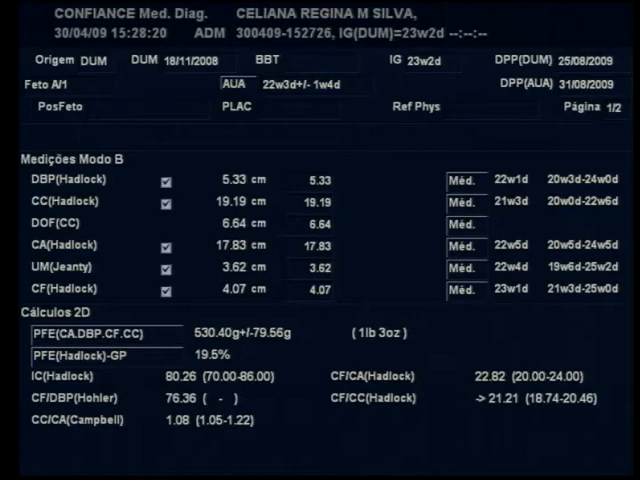 CONFIANCE Med. Diag. CELIANA REGINA M SILVA,
30/04/09 15:28:20 ADM 300409-152726, IG(DUM)=23w2d --:--:--
Origem DUM DUM 18/11/2008 BBT IG 23w2d DPP(DUM) 25/08/2009
Feto A/1 AUA 22w3d+/- 1w4d DPP(AUA) 31/08/2009
PosFeto PLAC Ref Phys Página 1/2
Medições Modo B
DBP(Hadlock) 5.33 cm 5.33 Méd. 22w1d 20w3d-24w0d
CC(Hadlock) 19.19 cm 19.19 Méd. 21w3d 20w0d-22w6d
DOF(CC) 6.64 cm 6.64 Méd.
CA(Hadlock) 17.83 cm 17.83 Méd. 22w5d 20w5d-24w5d
UM(Jeanty) 3.62 cm 3.62 Méd. 22w4d 19w6d-25w2d
CF(Hadlock) 4.07 cm 4.07 Méd. 23w1d 21w3d-25w0d
Cálculos 2D
PFE(CA.DBP.CF.CC) 530.40g+/-79.56g ( 1lb 3oz )
PFE(Hadlock)-GP 19.5%
IC(Hadlock) 80.26 (70.00-86.00) CF/CA(Hadlock) 22.82 (20.00-24.00)
CF/DBP(Hohler) 76.36 ( - ) CF/CC(Hadlock) -> 21.21 (18.74-20.46)
CC/CA(Campbell) 1.08 (1.05-1.22)